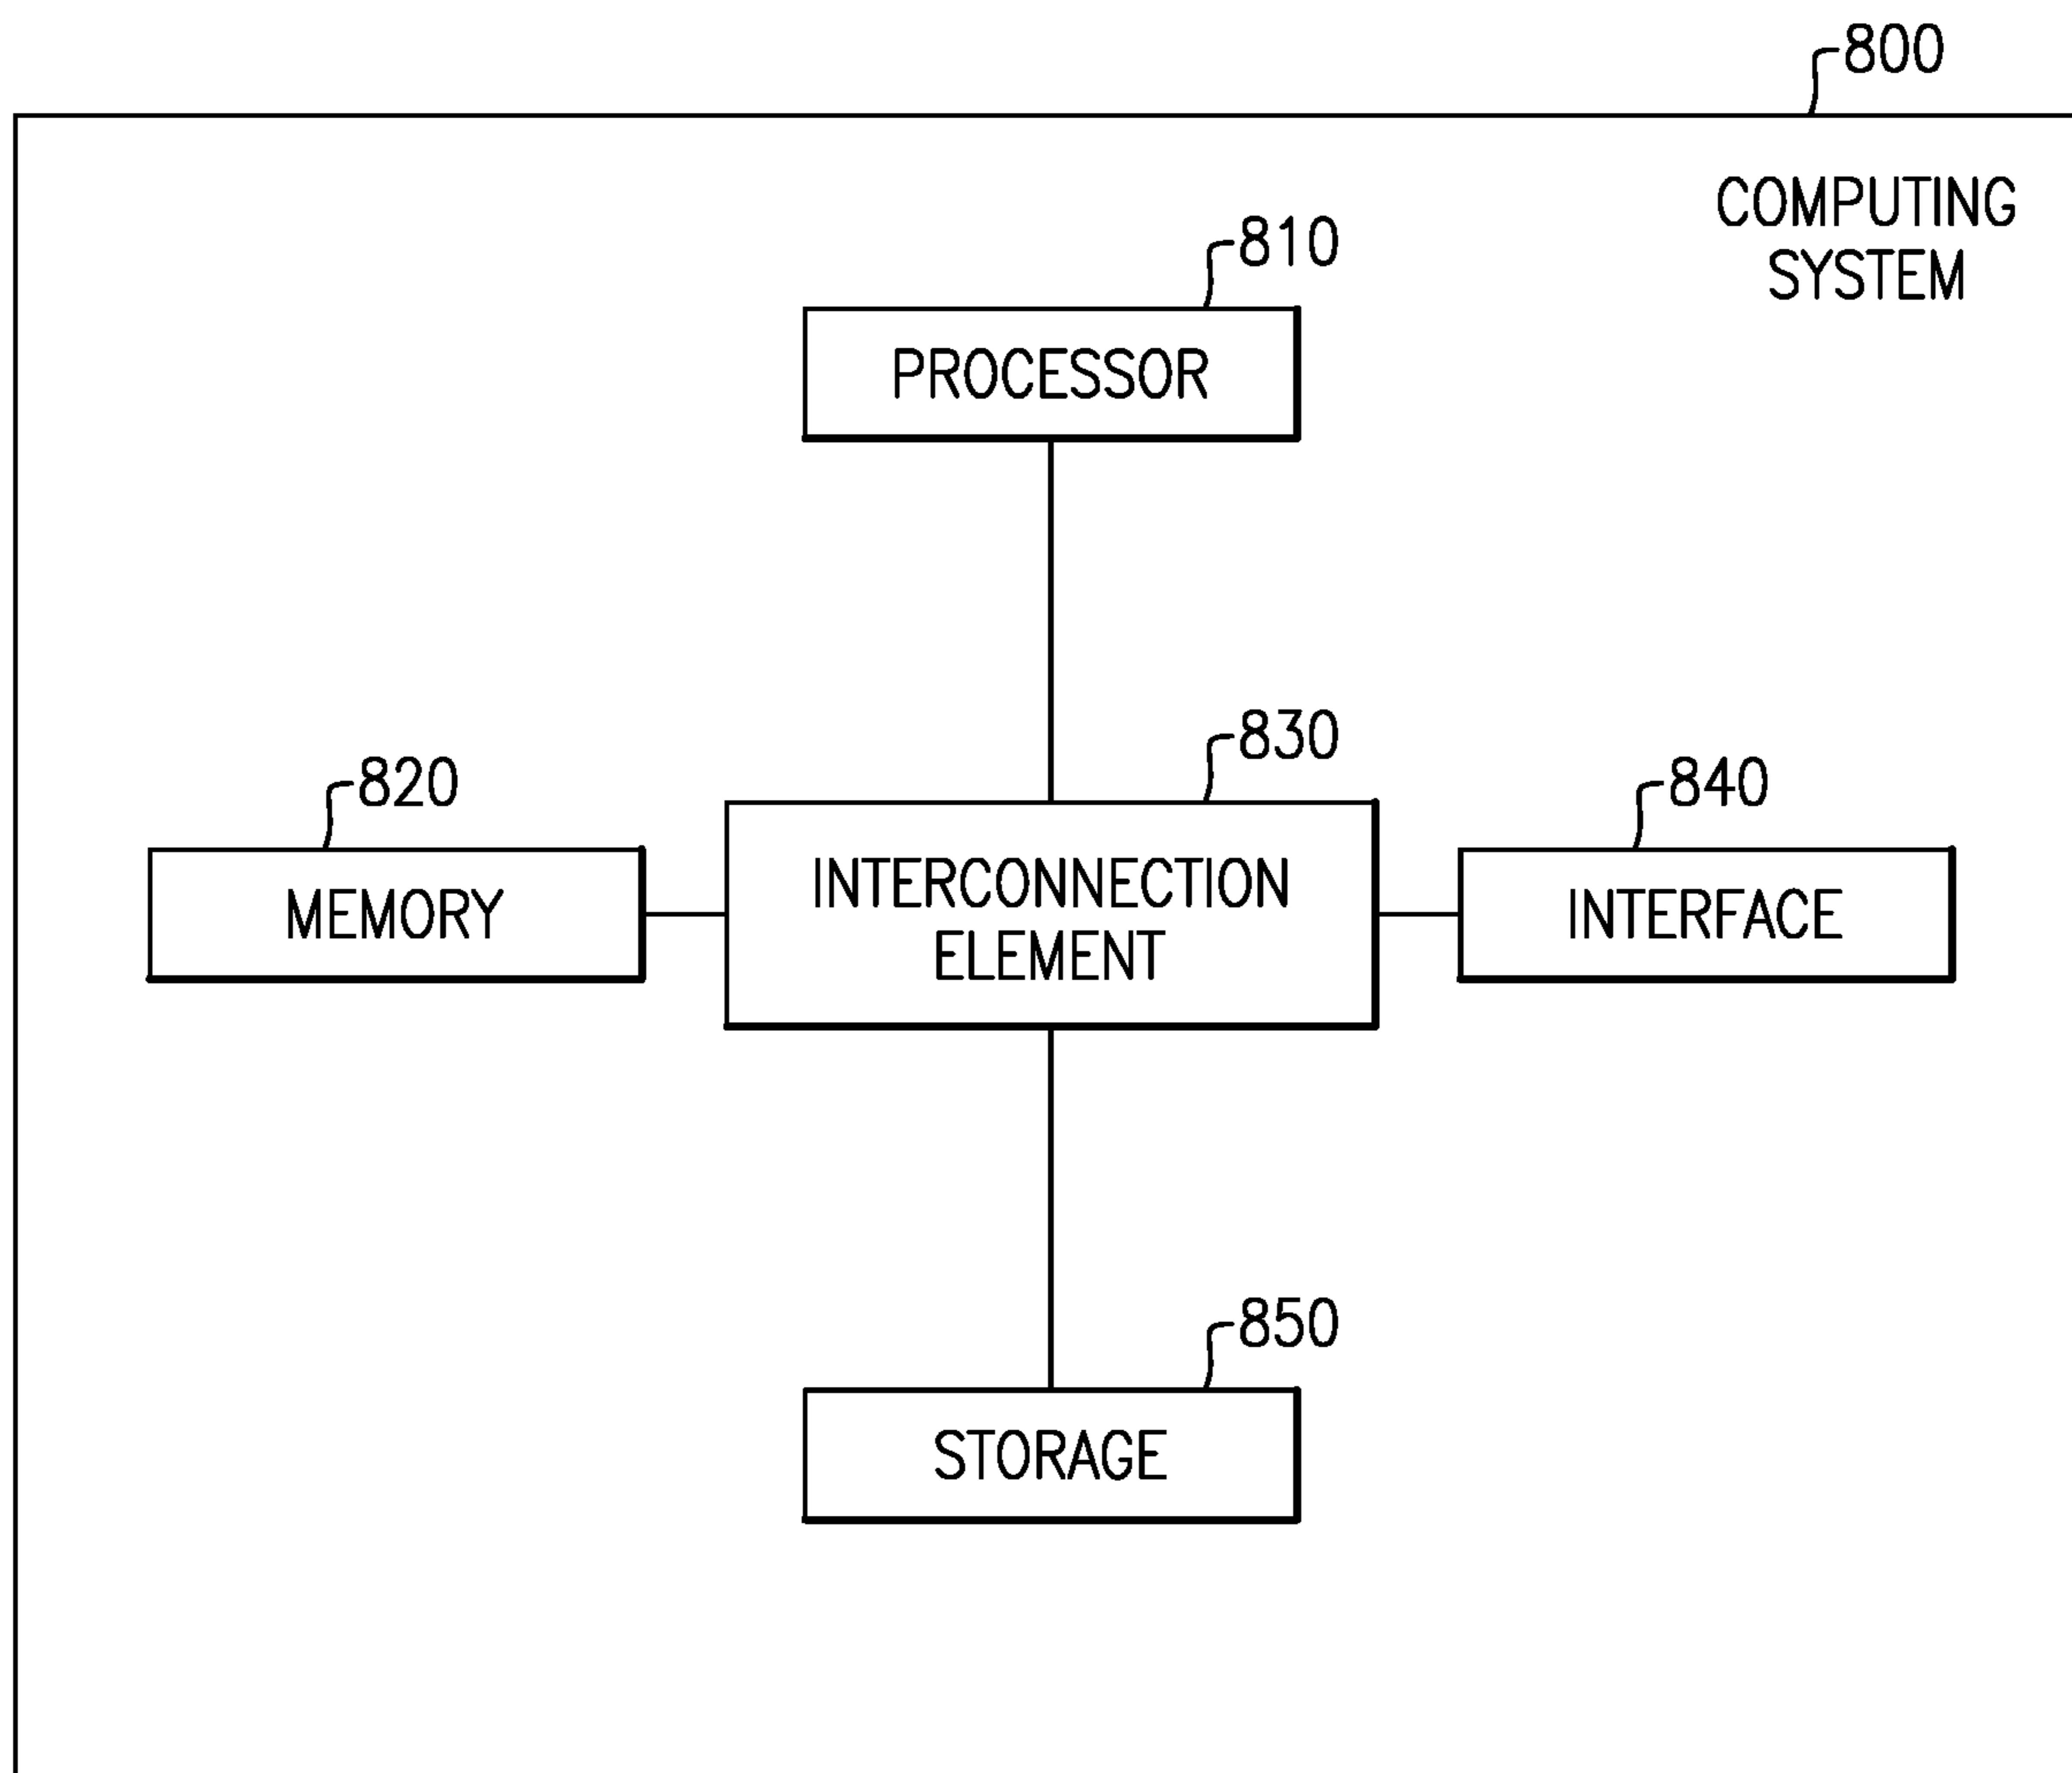 800
COMPUTING
SYSTEM
810
PROCESSOR
830
820
840
INTERCONNECTION
ELEMENT
MEMORY
INTERFACE
850
STORAGE